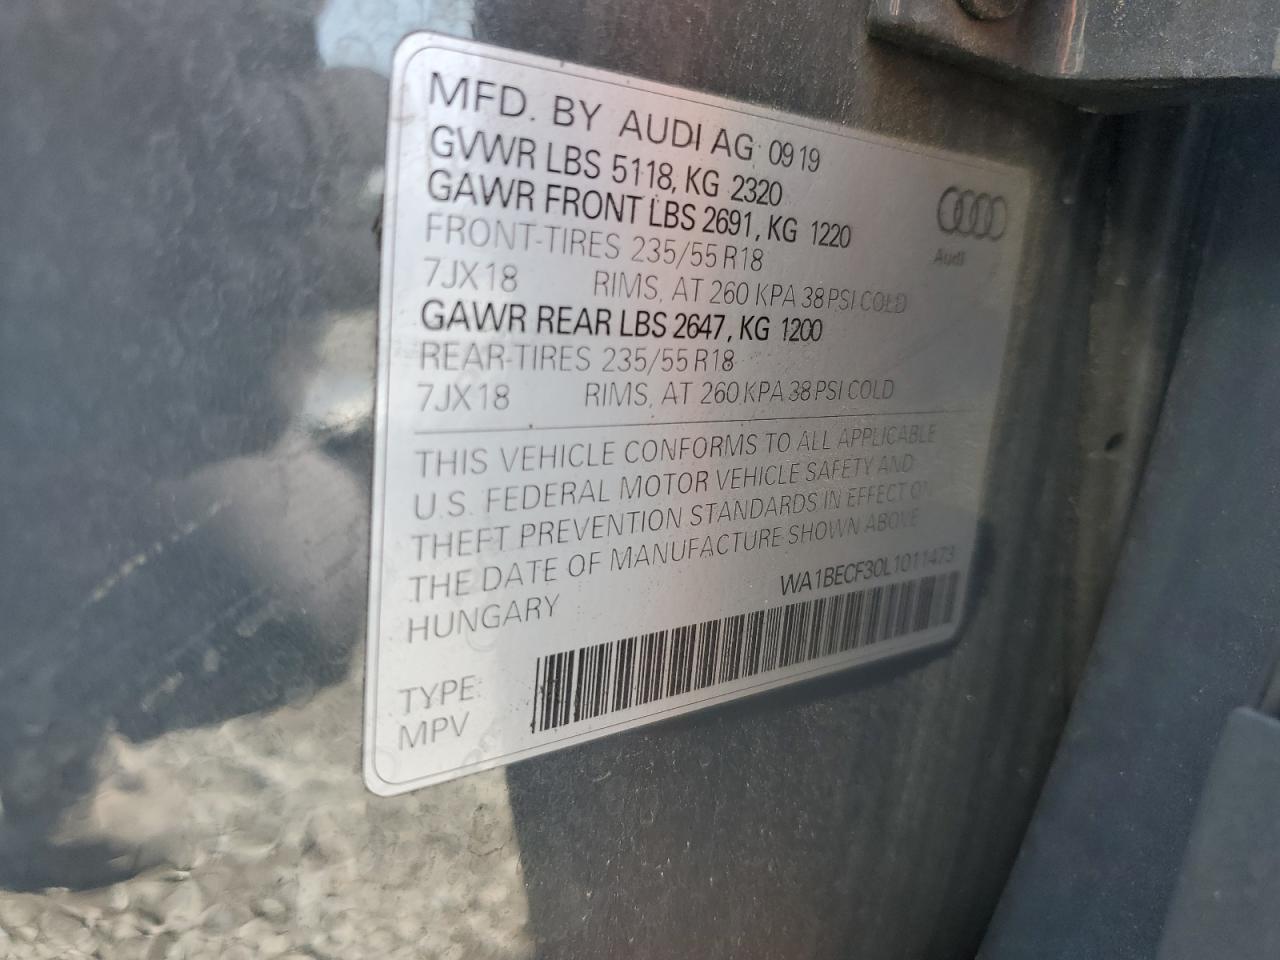 MFD. BY AUDI AG 0919
GVWR LBS 5118, KG 2320
GAWR FRONT LBS 2691, KG 1220
FRONT-TIRES 235/55 R18
7JX18 RIMS, AT 260 KPA 38 PSI COLD
GAWR REAR LBS 2647, KG 1200
REAR-TIRES 235/55 R18
7JX18 RIMS, AT 260 KPA 38 PSI COLD
Audi
THIS VEHICLE CONFORMS TO ALL APPLICABLE
U.S. FEDERAL MOTOR VEHICLE SAFETY AND
THEFT PREVENTION STANDARDS IN EFFECT ON
THE DATE OF MANUFACTURE SHOWN ABOVE
HUNGARY
WA1BECF30L1011473
TYPE:
MPV